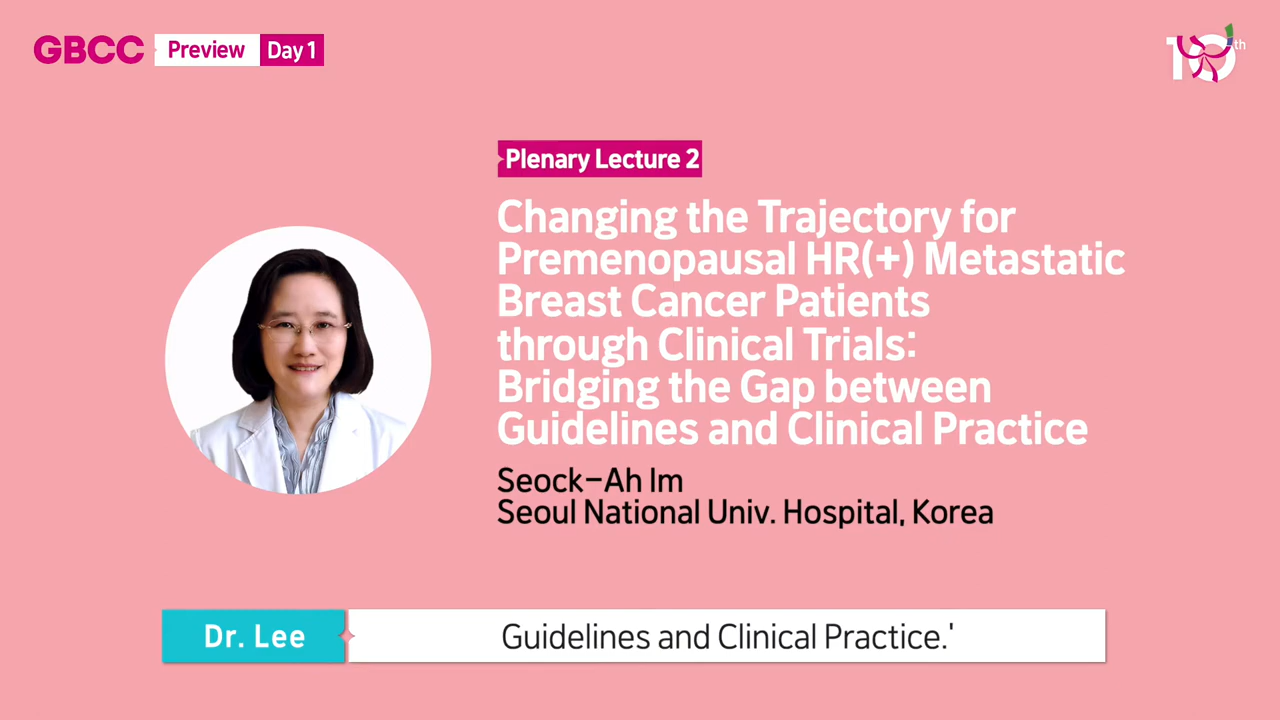 GBCC Preview Day 1
10th
Plenary Lecture 2
Changing the Trajectory for
Premenopausal HR(+) Metastatic
Breast Cancer Patients
through Clinical Trials:
Bridging the Gap between
Guidelines and Clinical Practice
Seock-Ah Im
Seoul National Univ. Hospital, Korea
Dr. Lee
Guidelines and Clinical Practice.'